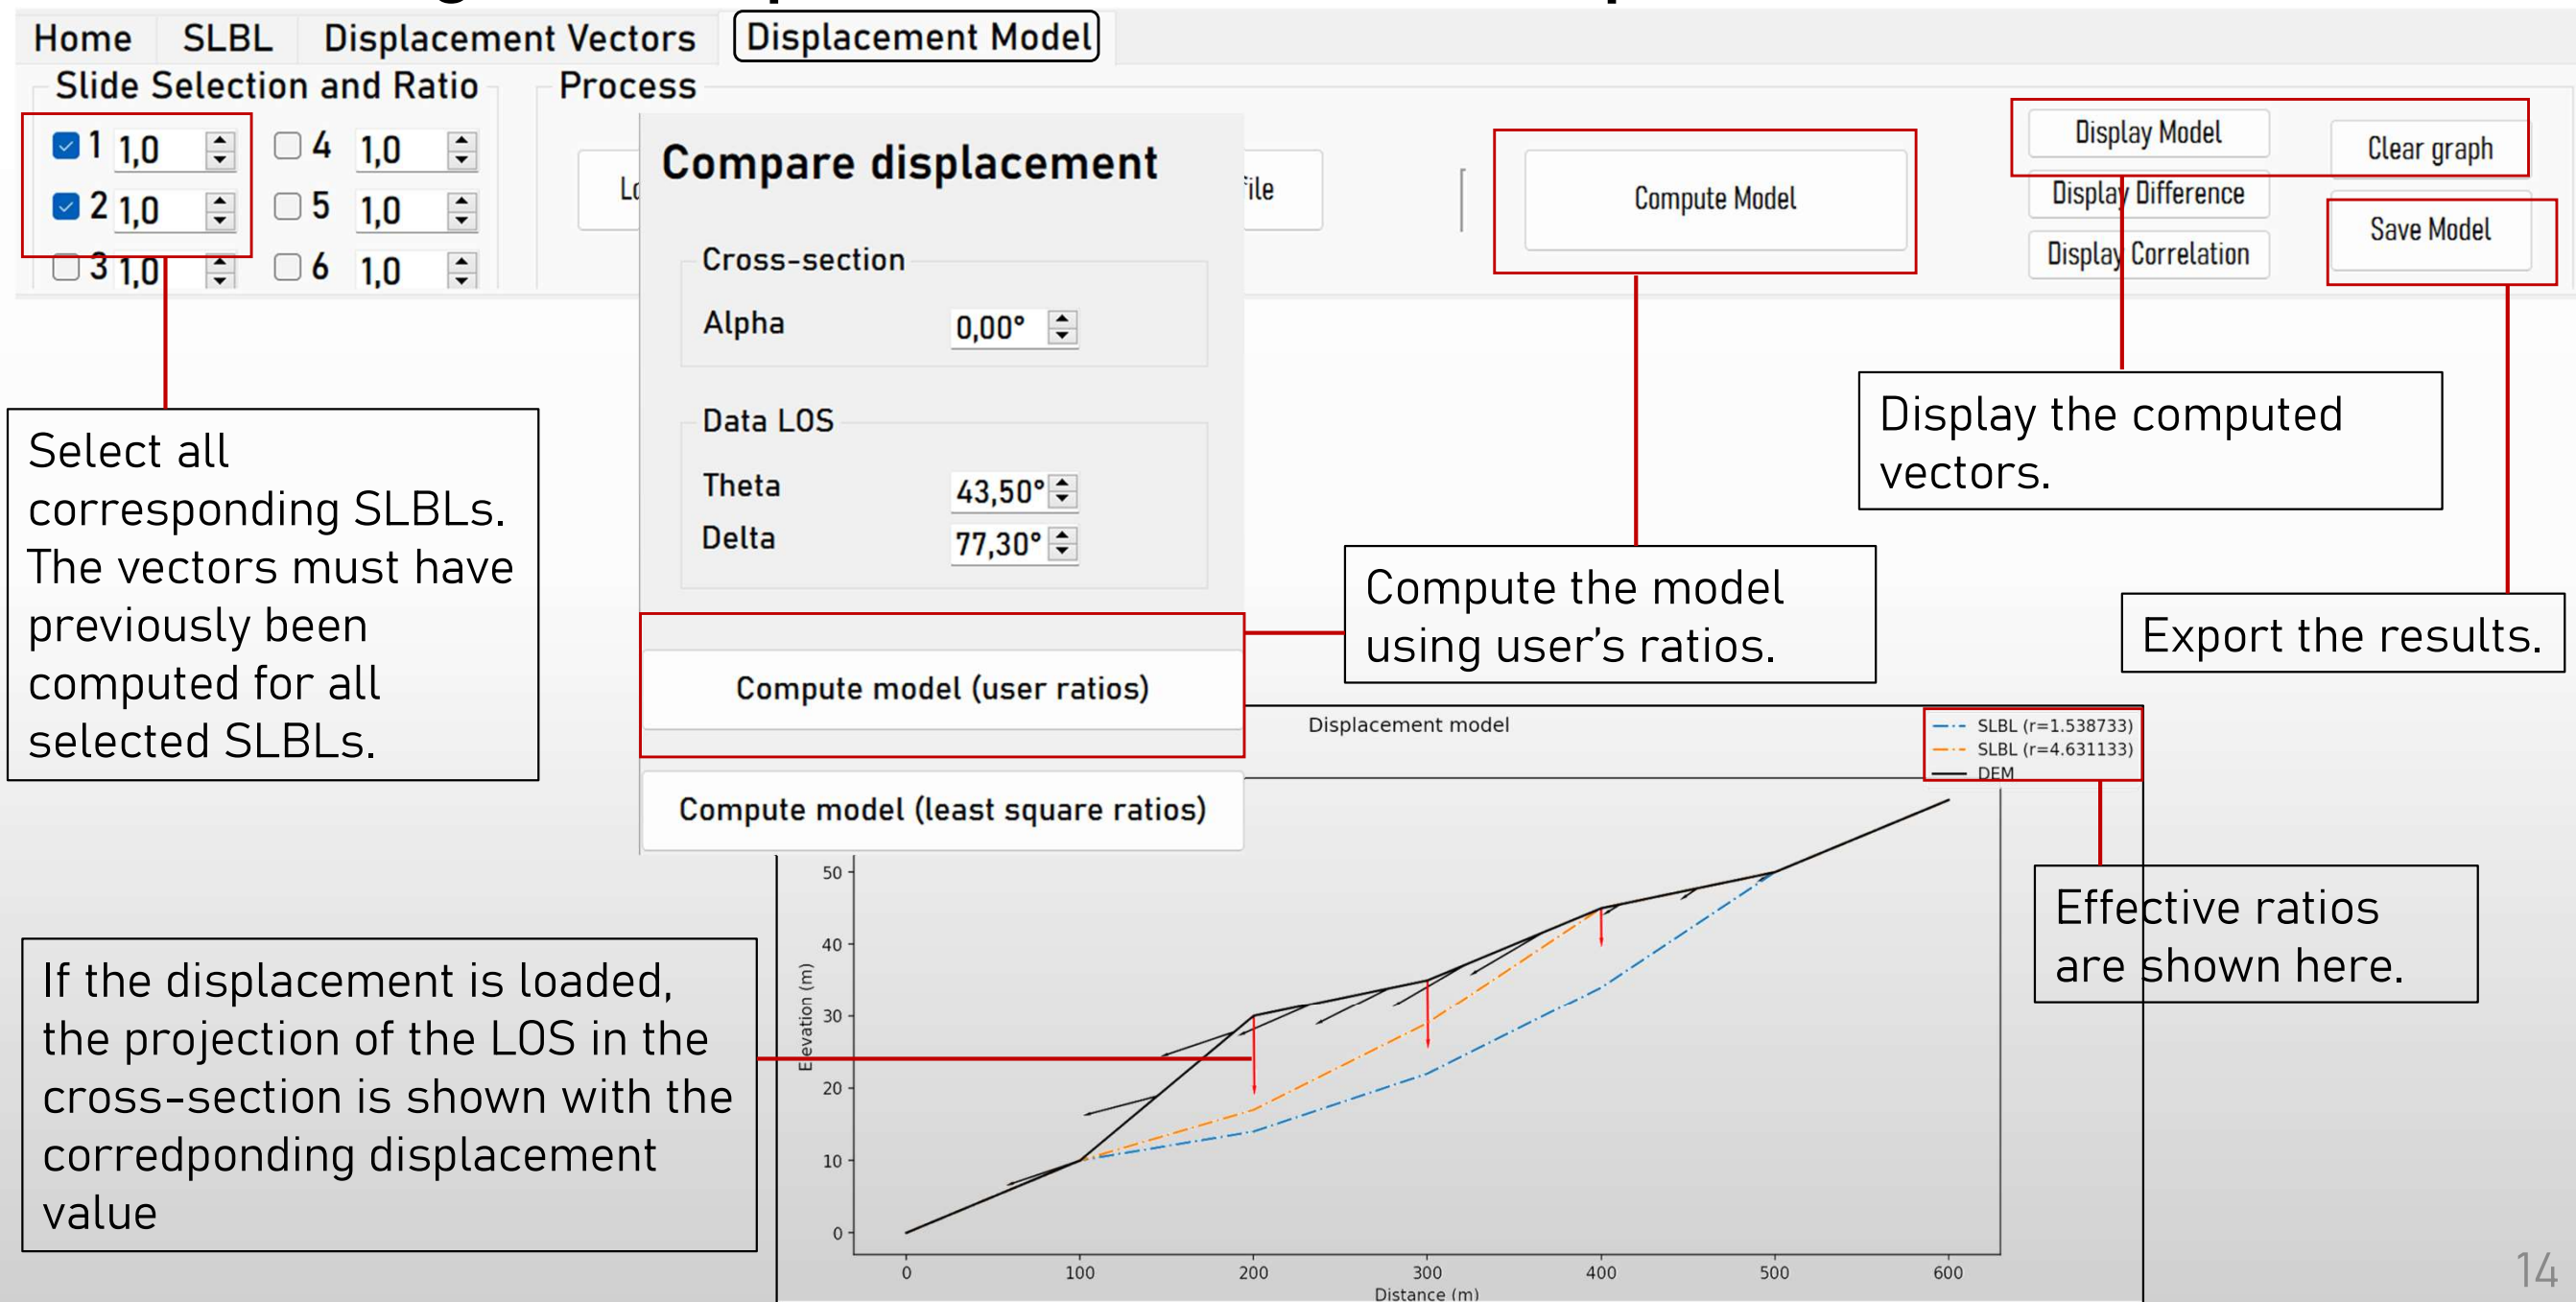 Home SLBL Displacement Vectors Displacement Model
Slide Selection and Ratio
1 1,0 4 1,0
2 1,0 5 1,0
3 1,0 6 1,0
Process
Compute Model
Display Model
Display Difference
Display Correlation
Clear graph
Save Model
Compare displacement
Cross-section
Alpha 0,00°
Data LOS
Theta 43,50°
Delta 77,30°
Compute model (user ratios)
Compute model (least square ratios)
Select all
corresponding SLBLs.
The vectors must have
previously been
computed for all
selected SLBLs.
Display the computed
vectors.
Compute the model
using user’s ratios.
Export the results.
Displacement model
SLBL (r=1.538733)
SLBL (r=4.631133)
DEM
Effective ratios
are shown here.
If the displacement is loaded,
the projection of the LOS in the
cross-section is shown with the
corredponding displacement
value
Elevation (m)
50
40
30
20
10
0
0 100 200 300 400 500 600
Distance (m)
14